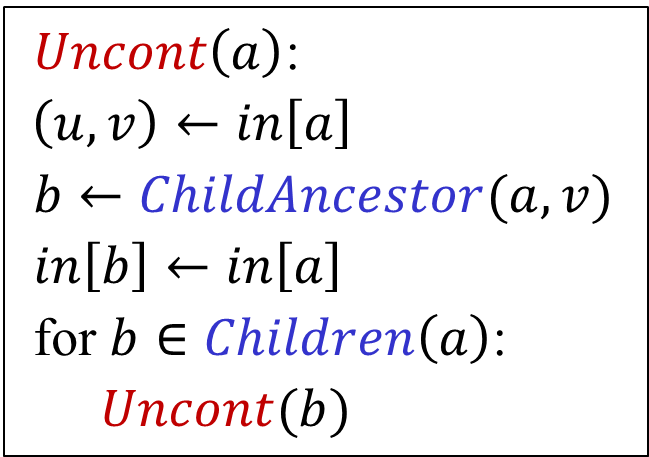 Uncont(a):
(u, v) ← in[a]
b ← ChildAncestor(a, v)
in[b] ← in[a]
for b ∈ Children(a):
Uncont(b)